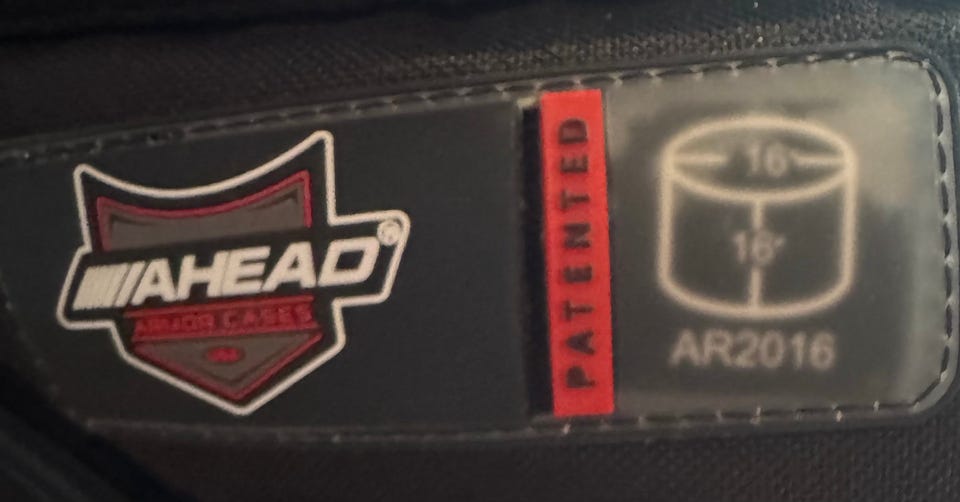 AHEAD®
ARMOR CASES
PATENTED
16"
16"
AR2016